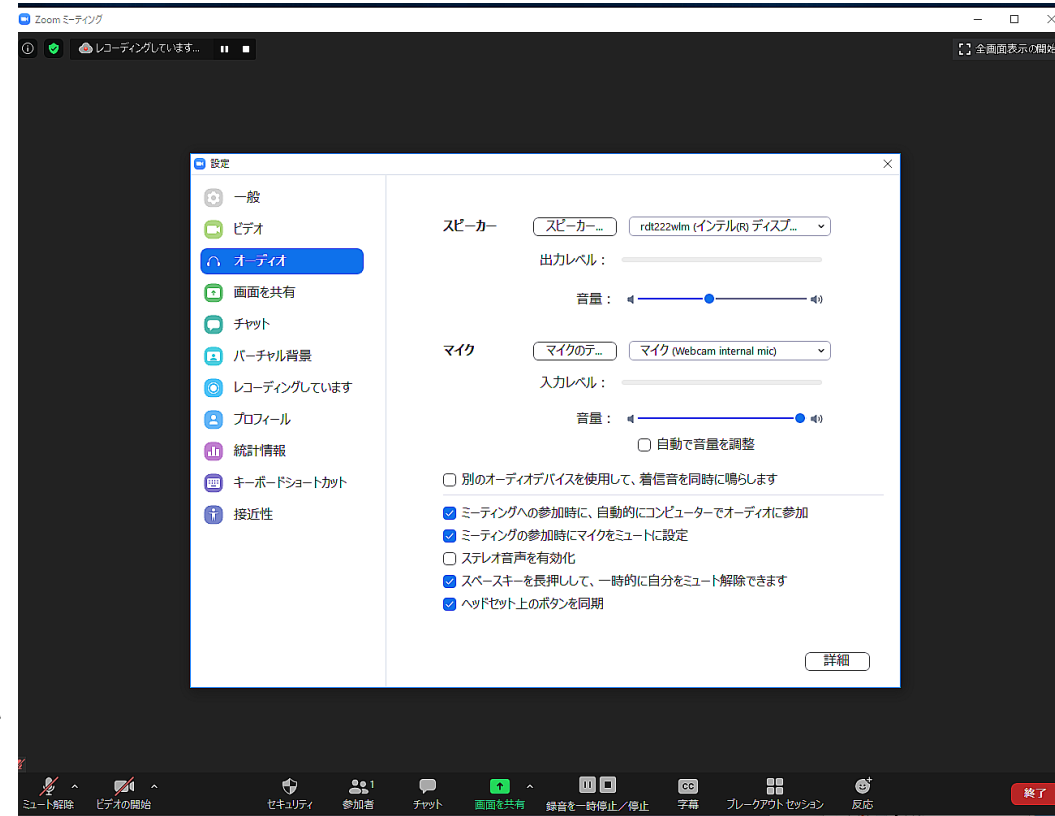 Zoom ミーティング
レコーディングしています...
全画面表示の開始
設定
一般
ビデオ
オーディオ
画面を共有
チャット
バーチャル背景
レコーディングしています
プロフィール
統計情報
キーボードショートカット
接近性
スピーカー スピーカー... rdt222wlm (インテル(R) ディスプ...
出力レベル：
音量：
マイク マイクのテ... マイク (Webcam internal mic)
入力レベル：
音量：
自動で音量を調整
別のオーディオデバイスを使用して、着信音を同時に鳴らします
ミーティングへの参加時に、自動的にコンピューターでオーディオに参加
ミーティングの参加時にマイクをミュートに設定
ステレオ音声を有効化
スペースキーを長押しして、一時的に自分をミュート解除できます
ヘッドセット上のボタンを同期
詳細
1
CC
ミュート解除 ビデオの開始 セキュリティ 参加者 チャット 画面を共有 録音を一時停止／停止 字幕 ブレークアウト セッション 反応 終了